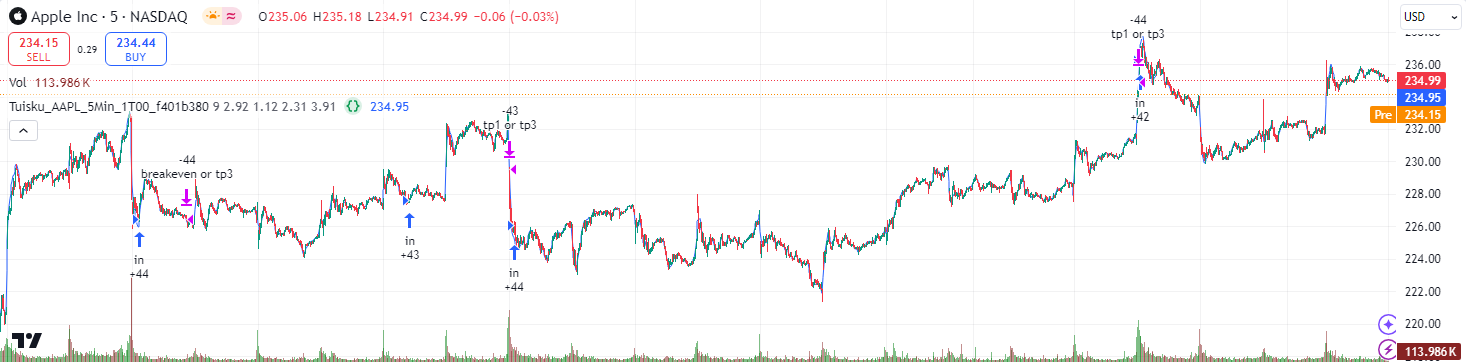 Apple Inc · 5 · NASDAQ O235.06 H235.18 L234.91 C234.99 −0.06 (−0.03%)
USD
234.15
SELL
0.29
234.44
BUY
Vol 113.986 K
Tuisku_AAPL_5Min_1T00_f401b380 9 2.92 1.12 2.31 3.91 234.95
-44
breakeven or tp3
in
+44
in
+43
-43
tp1 or tp3
in
+44
-44
tp1 or tp3
in
+42
236.00
234.99
234.95
Pre 234.15
232.00
230.00
228.00
226.00
224.00
222.00
220.00
113.986 K